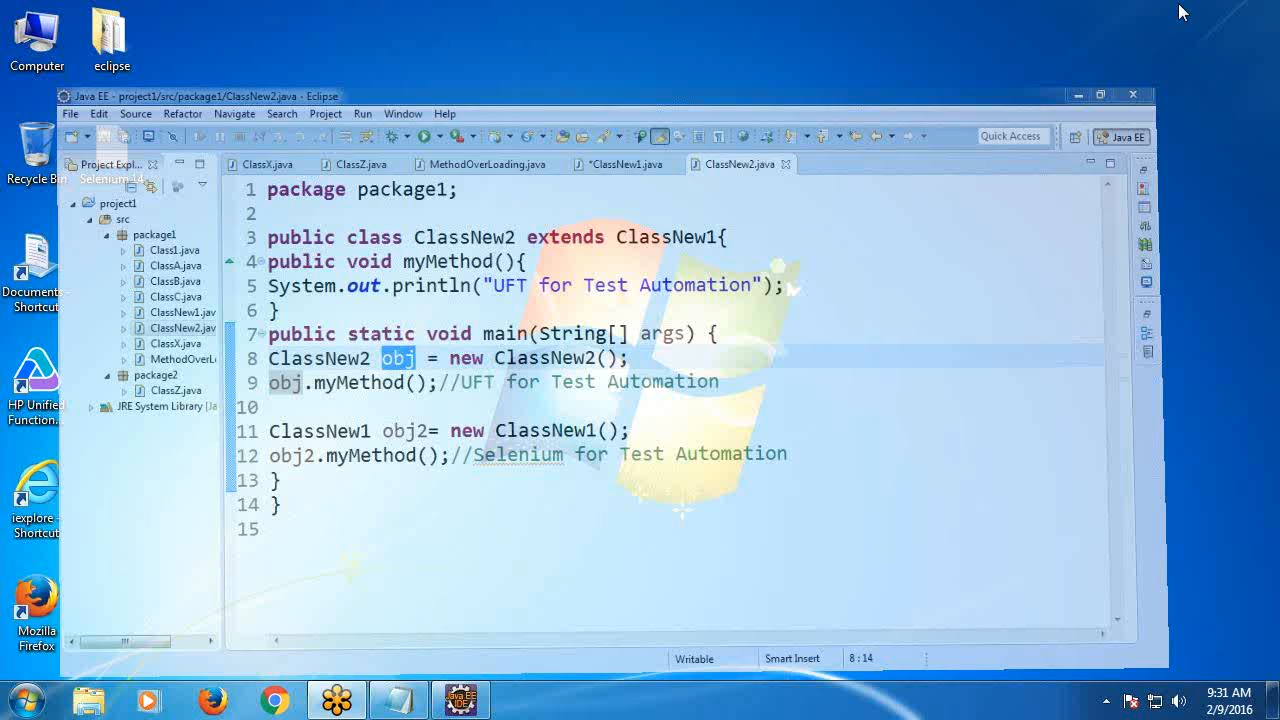 Computer
eclipse
Recycle Bin
Selenium 14
Documents - Shortcut
HP Unified Function...
iexplore - Shortcut
Mozilla Firefox
Java EE - project1/src/package1/ClassNew2.java - Eclipse
File Edit Source Refactor Navigate Search Project Run Window Help
Quick Access
Java EE
Project Expl...
ClassX.java
ClassZ.java
MethodOverLoading.java
*ClassNew1.java
ClassNew2.java
project1
src
package1
Class1.java
ClassA.java
ClassB.java
ClassC.java
ClassNew1.jav
ClassNew2.jav
ClassX.java
MethodOverL
package2
ClassZ.java
JRE System Library [Ja
1 package package1;
2
3 public class ClassNew2 extends ClassNew1{
4 public void myMethod(){
5 System.out.println("UFT for Test Automation");
6 }
7 public static void main(String[] args) {
8 ClassNew2 obj = new ClassNew2();
9 obj.myMethod();//UFT for Test Automation
10
11 ClassNew1 obj2= new ClassNew1();
12 obj2.myMethod();//Selenium for Test Automation
13 }
14 }
15
Writable
Smart Insert
8 : 14
Java EE
IDE
9:31 AM
2/9/2016